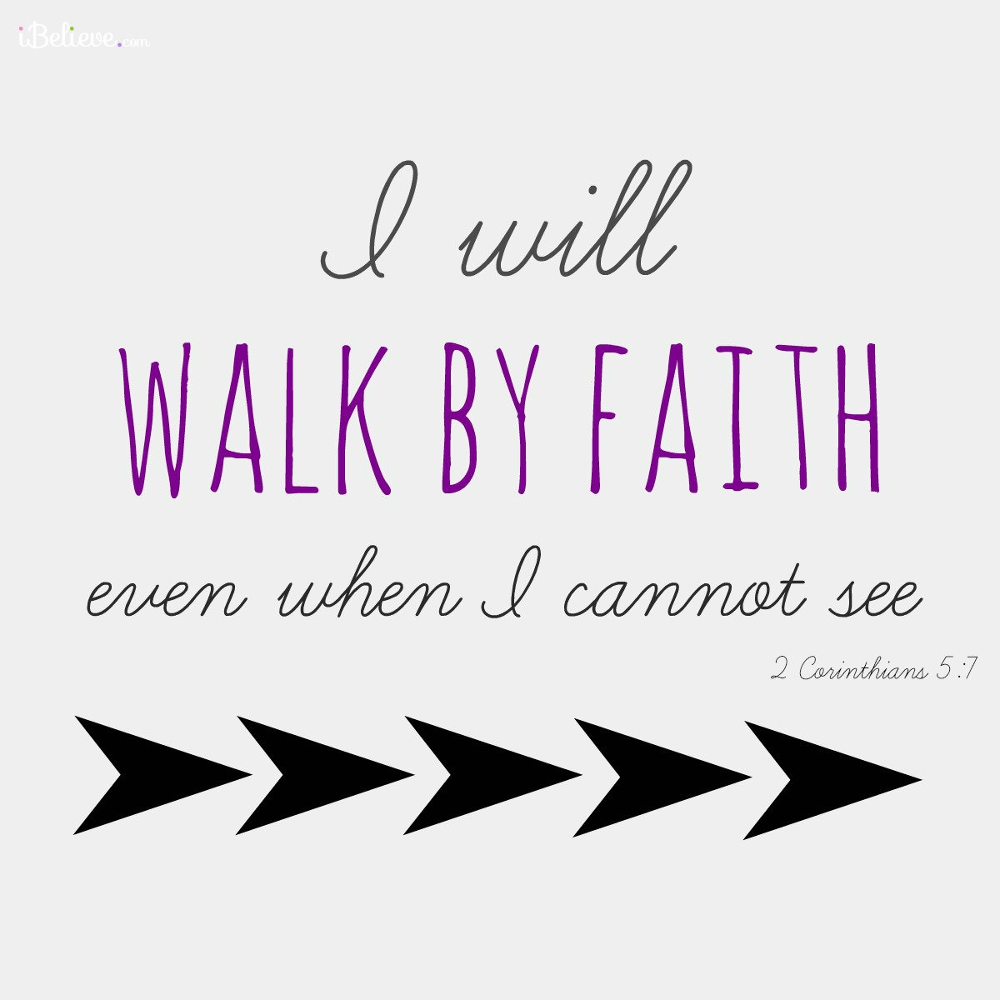 iBelieve.com
I will
WALK BY FAITH
even when I cannot see
2 Corinthians 5:7